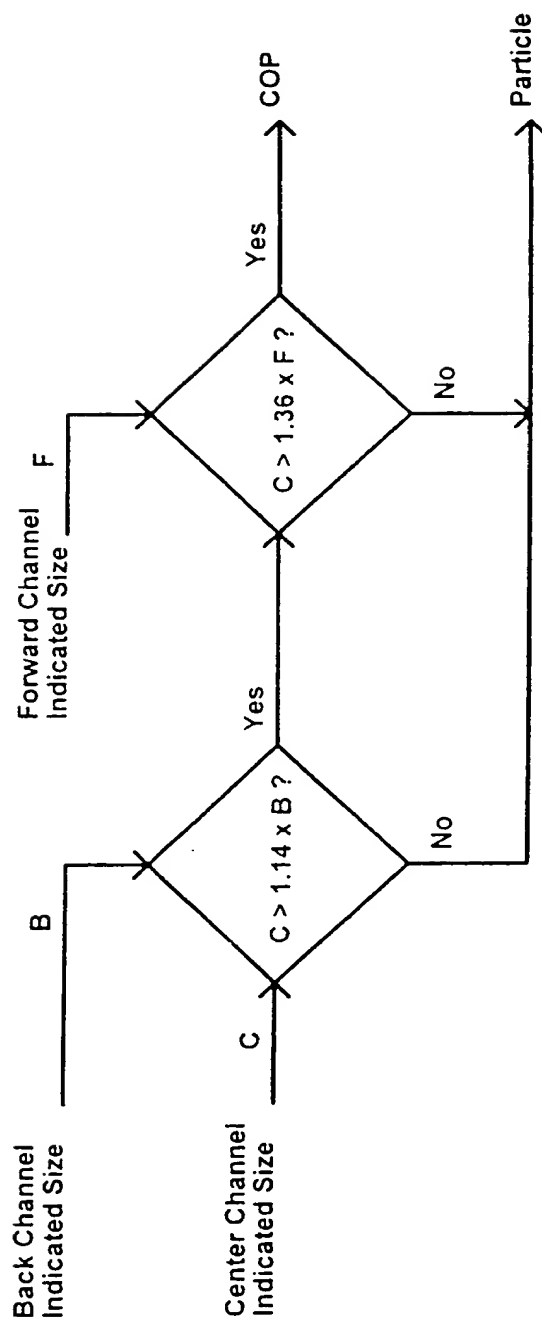 Back Channel
Indicated Size
B
Center Channel
Indicated Size
C
C > 1.14 x B ?
Yes
No
Forward Channel
Indicated Size
F
C > 1.36 x F ?
Yes
COP
No
Particle